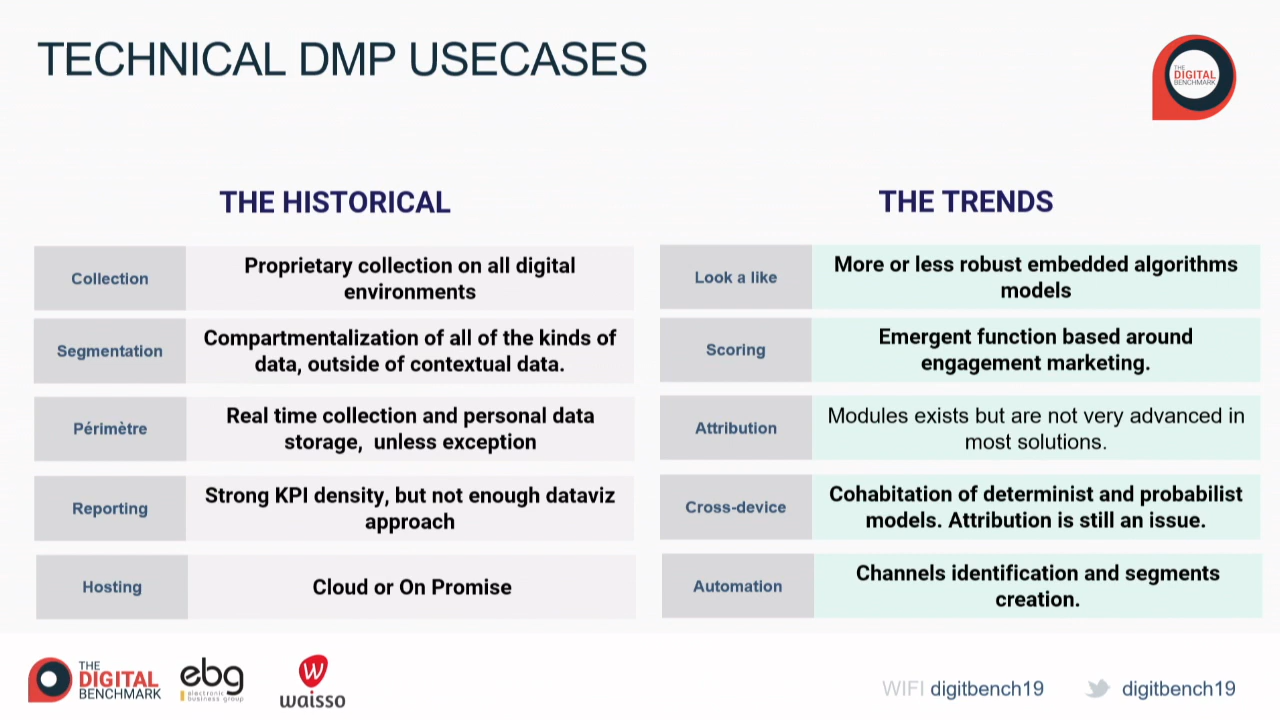 TECHNICAL DMP USECASES
THE
DIGITAL
BENCHMARK
THE HISTORICAL
Collection
Proprietary collection on all digital
environments
Segmentation
Compartmentalization of all of the kinds of
data, outside of contextual data.
Périmètre
Real time collection and personal data
storage, unless exception
Reporting
Strong KPI density, but not enough dataviz
approach
Hosting
Cloud or On Promise
THE TRENDS
Look a like
More or less robust embedded algorithms
models
Scoring
Emergent function based around
engagement marketing.
Attribution
Modules exists but are not very advanced in
most solutions.
Cross-device
Cohabitation of determinist and probabilist
models. Attribution is still an issue.
Automation
Channels identification and segments
creation.
THE
DIGITAL
BENCHMARK
ebg
electronic
business group
W
waisso
WIFI digitbench19
digitbench19